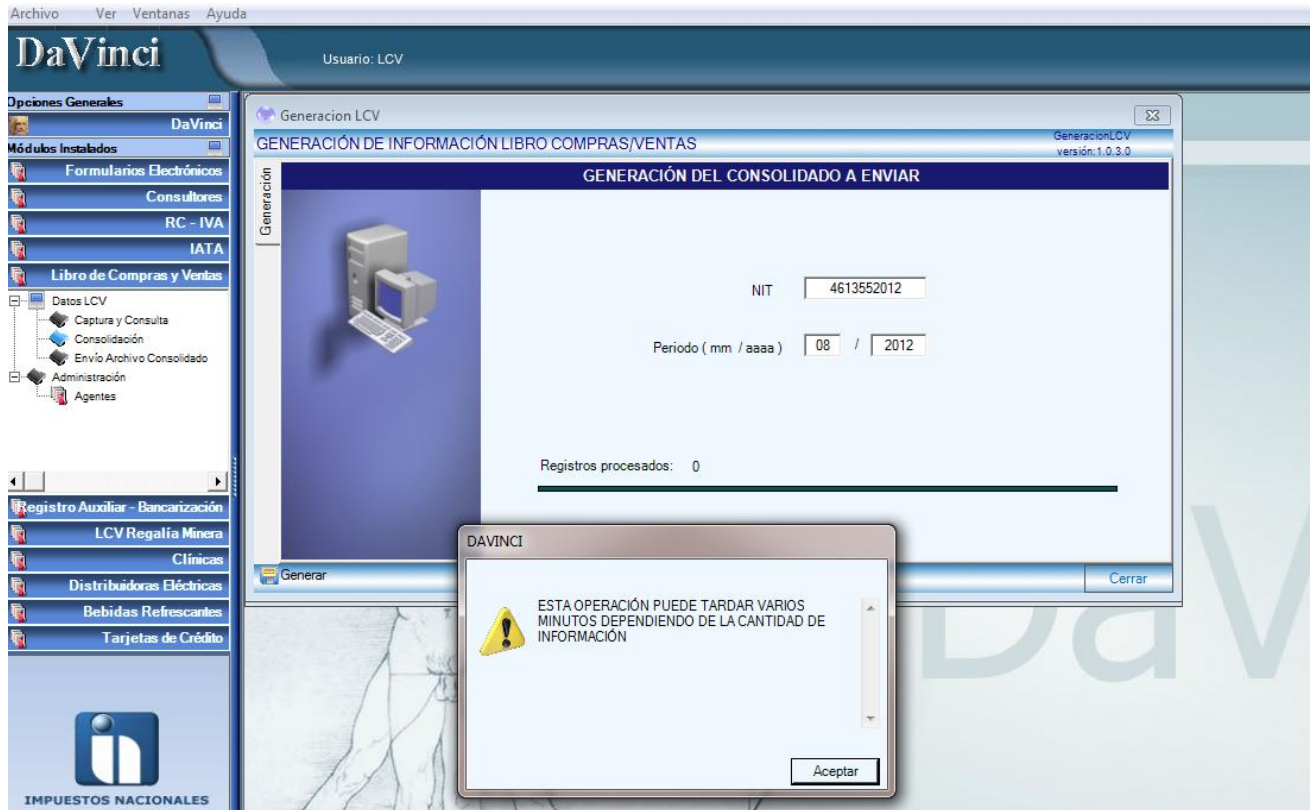 Archivo Ver Ventanas Ayuda
DaVinci
Usuario: LCV
Opciones Generales
DaVinci
Módulos Instalados
Formularios Electrónicos
Consultores
RC - IVA
IATA
Libro de Compras y Ventas
Datos LCV
Captura y Consulta
Consolidación
Envío Archivo Consolidado
Administración
Agentes
Registro Auxiliar - Bancarización
LCV Regalía Minera
Clínicas
Distribuidoras Eléctricas
Bebidas Refrescantes
Tarjetas de Crédito
IMPUESTOS NACIONALES
Generacion LCV
GENERACIÓN DE INFORMACIÓN LIBRO COMPRAS/VENTAS
GeneracionLCV
versión:1.0.3.0
Generación
GENERACIÓN DEL CONSOLIDADO A ENVIAR
NIT 4613552012
Periodo ( mm / aaaa ) 08 / 2012
Registros procesados: 0
Generar
Cerrar
DAVINCI
ESTA OPERACIÓN PUEDE TARDAR VARIOS
MINUTOS DEPENDIENDO DE LA CANTIDAD DE
INFORMACIÓN
Aceptar
DaV